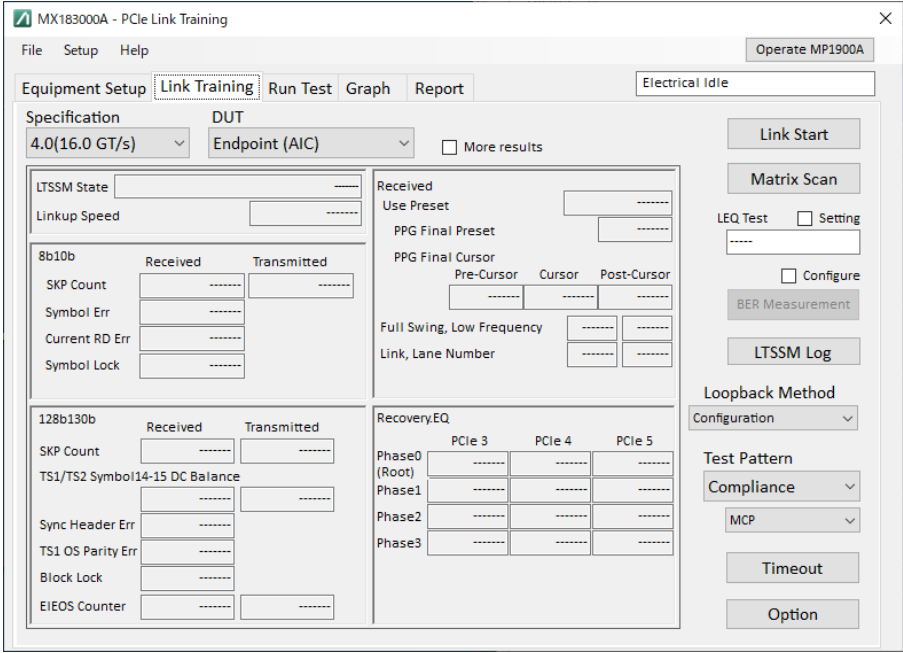 MX183000A - PCIe Link Training
File Setup Help
Operate MP1900A
Equipment Setup Link Training Run Test Graph Report
Electrical Idle
Specification DUT
4.0(16.0 GT/s) Endpoint (AIC)
More results
Link Start
Matrix Scan
LEQ Test Setting
-----
Configure
BER Measurement
LTSSM Log
Loopback Method
Configuration
Test Pattern
Compliance
MCP
Timeout
Option
LTSSM State ------
Linkup Speed -------
8b10b Received Transmitted
SKP Count ------- -------
Symbol Err -------
Current RD Err -------
Symbol Lock -------
128b130b Received Transmitted
SKP Count ------- -------
TS1/TS2 Symbol14-15 DC Balance
------- -------
Sync Header Err -------
TS1 OS Parity Err -------
Block Lock -------
EIEOS Counter ------- -------
Received
Use Preset -------
PPG Final Preset -------
PPG Final Cursor
Pre-Cursor Cursor Post-Cursor
------- ------- -------
Full Swing, Low Frequency ------- -------
Link, Lane Number ------- -------
Recovery.EQ
PCIe 3 PCIe 4 PCIe 5
Phase0 ------- ------- -------
(Root)
Phase1 ------- ------- -------
Phase2 ------- ------- -------
Phase3 ------- ------- -------